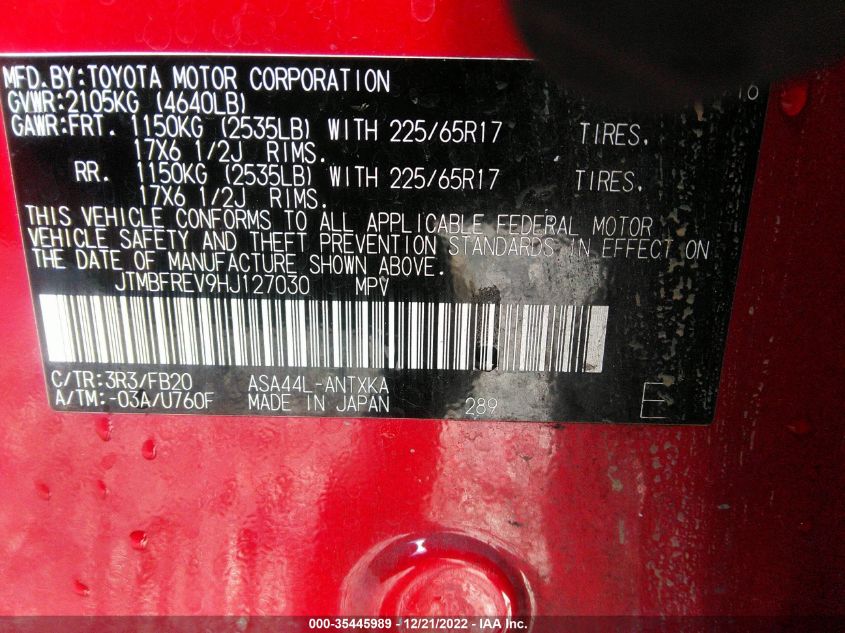 MFD.BY:TOYOTA MOTOR CORPORATION 16
GVWR:2105KG (4640LB)
GAWR:FRT. 1150KG (2535LB) WITH 225/65R17 TIRES.
17X6 1/2J RIMS.
RR. 1150KG (2535LB) WITH 225/65R17 TIRES.
17X6 1/2J RIMS.
THIS VEHICLE CONFORMS TO ALL APPLICABLE FEDERAL MOTOR
VEHICLE SAFETY AND THEFT PREVENTION STANDARDS IN EFFECT ON
THE DATE OF MANUFACTURE SHOWN ABOVE.
JTMBFREV9HJ127030 MPV
C/TR:3R3/FB20 ASA44L-ANTXKA
A/TM:-03A/U760F MADE IN JAPAN 289 E
000-35445989 - 12/21/2022 - IAA Inc.